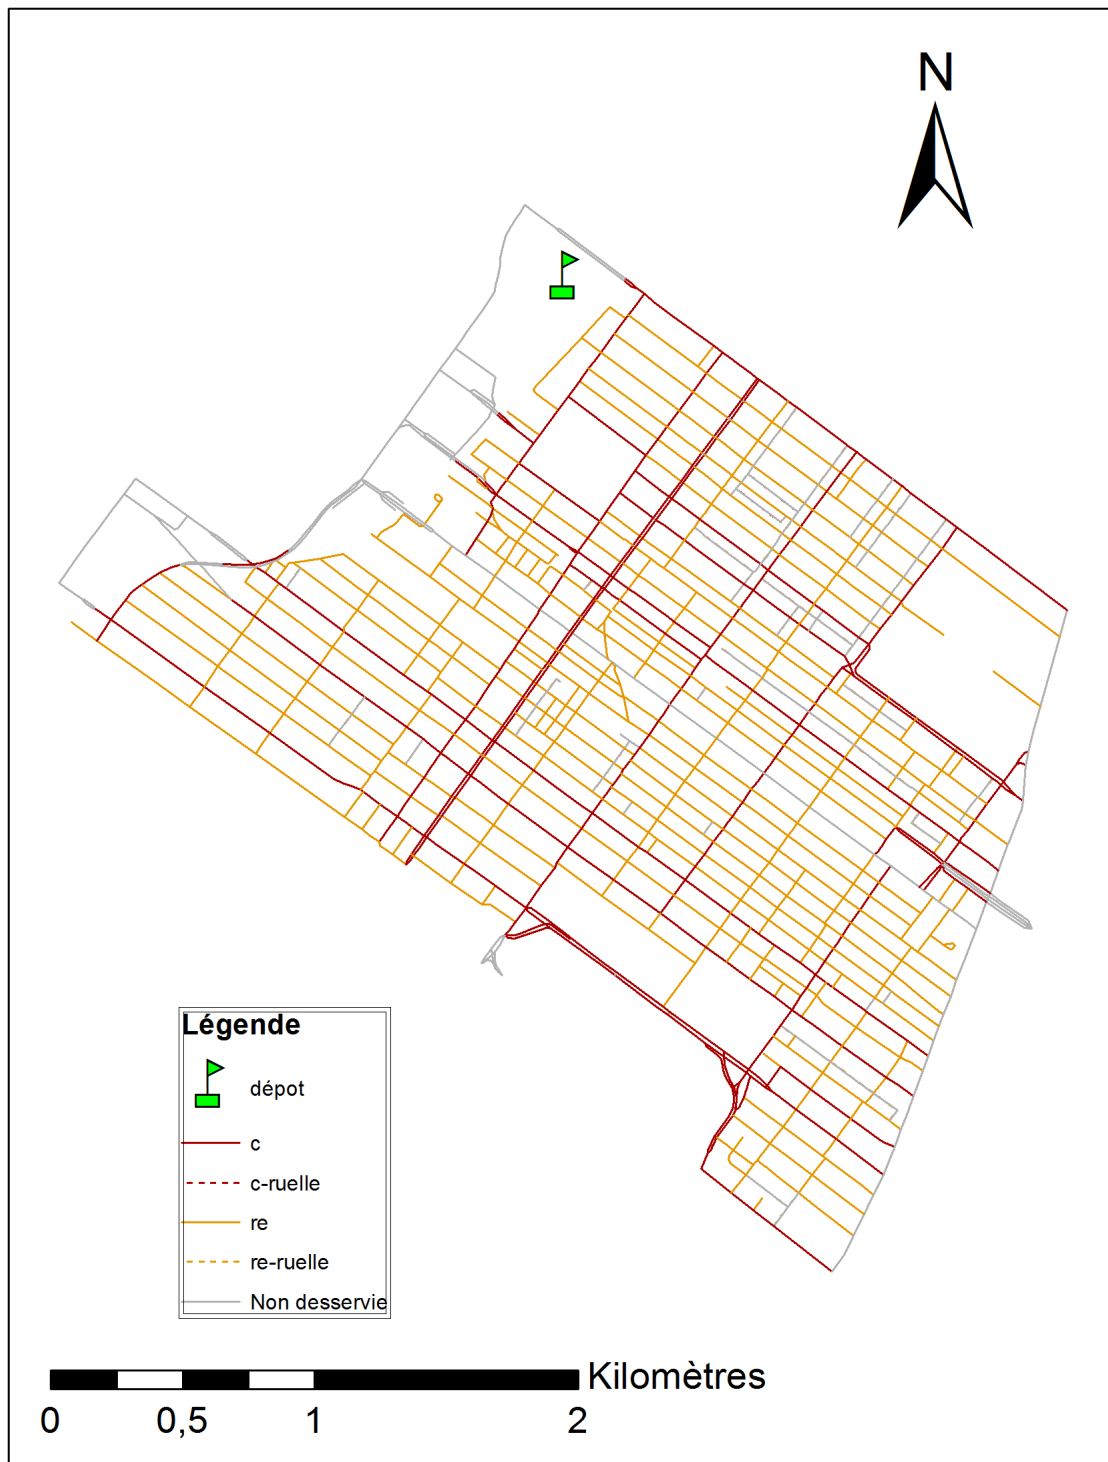 N
Légende
dépot
c
c-ruelle
re
re-ruelle
Non desservie
Kilomètres
0 0,5 1 2